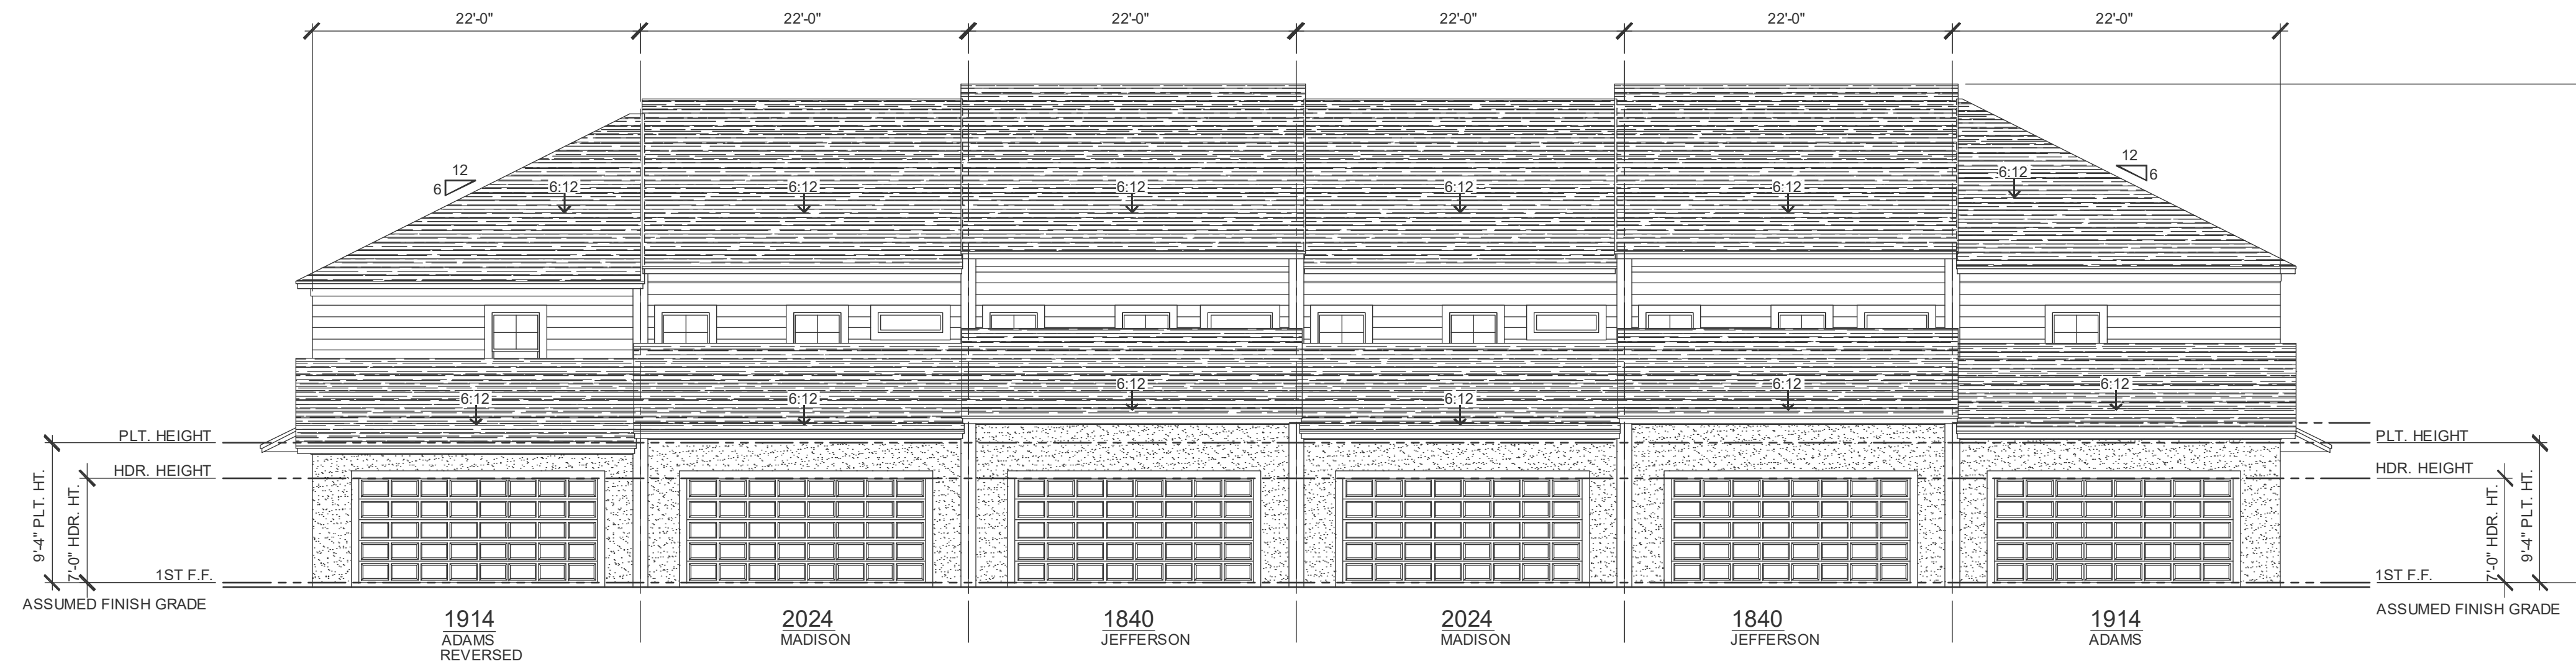 22'-0" 22'-0" 22'-0" 22'-0" 22'-0" 22'-0"
12
6
12
6
6:12 6:12 6:12 6:12 6:12 6:12
6:12 6:12 6:12 6:12 6:12 6:12
PLT. HEIGHT
HDR. HEIGHT
9'-4" PLT. HT.
7'-0" HDR. HT.
1ST F.F.
ASSUMED FINISH GRADE
PLT. HEIGHT
HDR. HEIGHT
7'-0" HDR. HT.
9'-4" PLT. HT.
1ST F.F.
ASSUMED FINISH GRADE
1914
ADAMS
REVERSED
2024
MADISON
1840
JEFFERSON
2024
MADISON
1840
JEFFERSON
1914
ADAMS